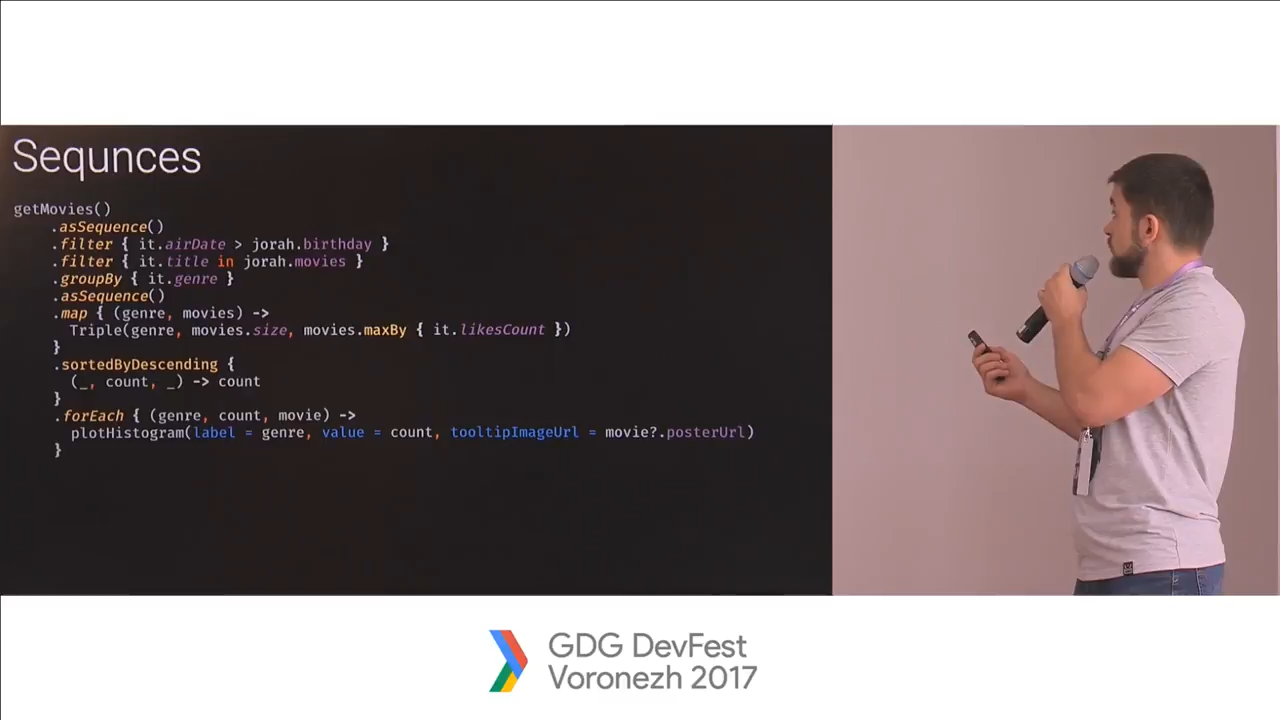 Sequnces
getMovies()
.asSequence()
.filter { it.airDate > jorah.birthday }
.filter { it.title in jorah.movies }
.groupBy { it.genre }
.asSequence()
.map { (genre, movies) ->
Triple(genre, movies.size, movies.maxBy { it.likesCount })
}
.sortedByDescending {
(_, count, _) -> count
}
.forEach { (genre, count, movie) ->
plotHistogram(label = genre, value = count, tooltipImageUrl = movie?.posterUrl)
}
GDG DevFest
Voronezh 2017